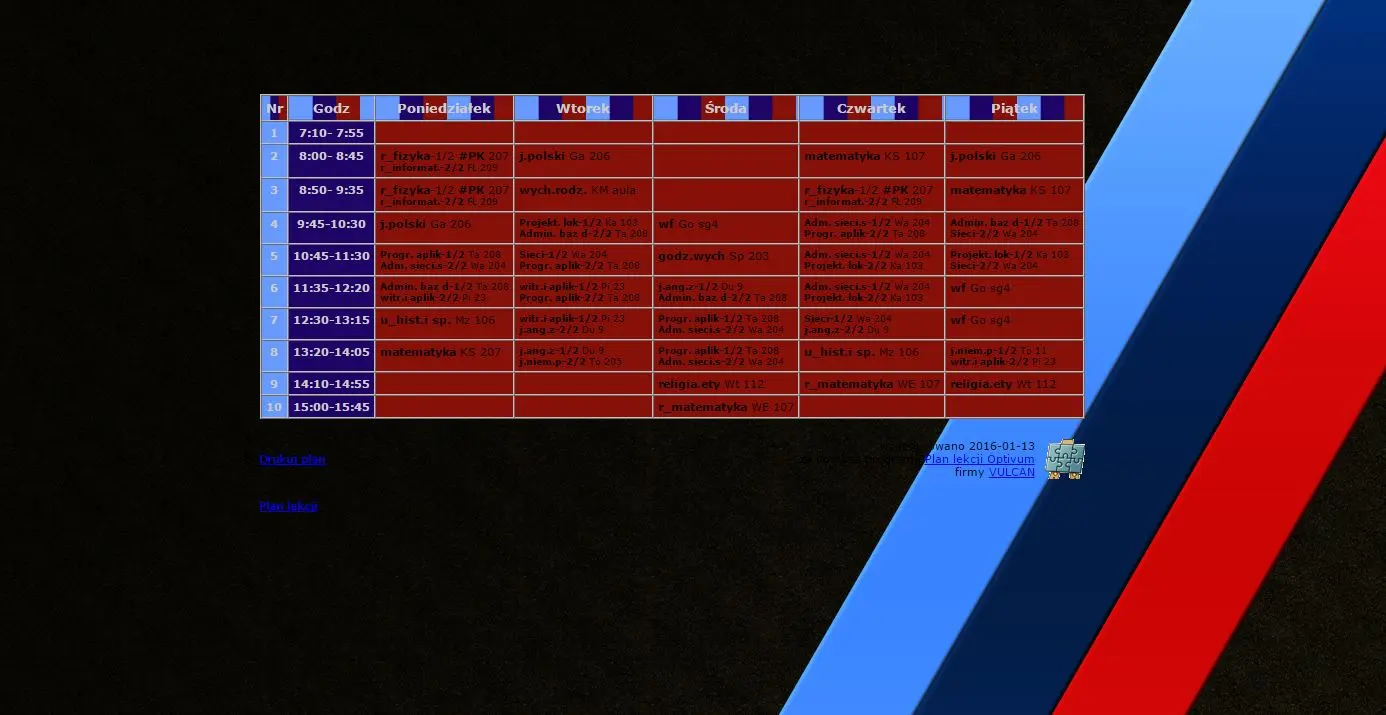 Nr Godz Poniedziałek Wtorek Środa Czwartek Piątek
1 7:10- 7:55
2 8:00- 8:45 r_fizyka-1/2 #PK 207 j.polski Ga 206 matematyka KS 107 j.polski Ga 206
r_informat.-2/2 FL 209
3 8:50- 9:35 r_fizyka-1/2 #PK 207 wych.rodz. KM aula r_fizyka-1/2 #PK 207 matematyka KS 107
r_informat.-2/2 FL 209 r_informat.-2/2 FL 209
4 9:45-10:30 j.polski Ga 206 Projekt. lok-1/2 Ka 103 wf Go sg4 Adm. sieci.s-1/2 Wa 204 Admin. baz d-1/2 Ta 208
Admin. baz d-2/2 Ta 208 Progr. aplik-2/2 Ta 208 Sieci-2/2 Wa 204
5 10:45-11:30 Progr. aplik-1/2 Ta 208 Sieci-1/2 Wa 204 godz.wych Sp 203 Adm. sieci.s-1/2 Wa 204 Projekt. lok-1/2 Ka 103
Adm. sieci.s-2/2 Wa 204 Progr. aplik-2/2 Ta 208 Projekt. lok-2/2 Ka 103 Sieci-2/2 Wa 204
6 11:35-12:20 Admin. baz d-1/2 Ta 208 witr.i aplik-1/2 Pi 23 j.ang.z-1/2 Du 9 Adm. sieci.s-1/2 Wa 204 wf Go sg4
witr.i aplik-2/2 Pi 23 Progr. aplik-2/2 Ta 208 Admin. baz d-2/2 Ta 208 Projekt. lok-2/2 Ka 103
7 12:30-13:15 u_hist.i sp. Mz 106 witr.i aplik-1/2 Pi 23 Progr. aplik-1/2 Ta 208 Sieci-1/2 Wa 204 wf Go sg4
j.ang.z-2/2 Du 9 Adm. sieci.s-2/2 Wa 204 j.ang.z-2/2 Du 9
8 13:20-14:05 matematyka KS 207 j.ang.z-1/2 Du 9 Progr. aplik-1/2 Ta 208 u_hist.i sp. Mz 106 j.niem.p-1/2 To 11
j.niem.p-2/2 To 205 Adm. sieci.s-2/2 Wa 204 witr.i aplik-2/2 Pi 23
9 14:10-14:55 religia.ety Wt 112 r_matematyka WE 107 religia.ety Wt 112
10 15:00-15:45 r_matematyka WE 107
2016-01-13
Drukuj plan Plan lekcji Optivum
firmy VULCAN
Plan lekcji